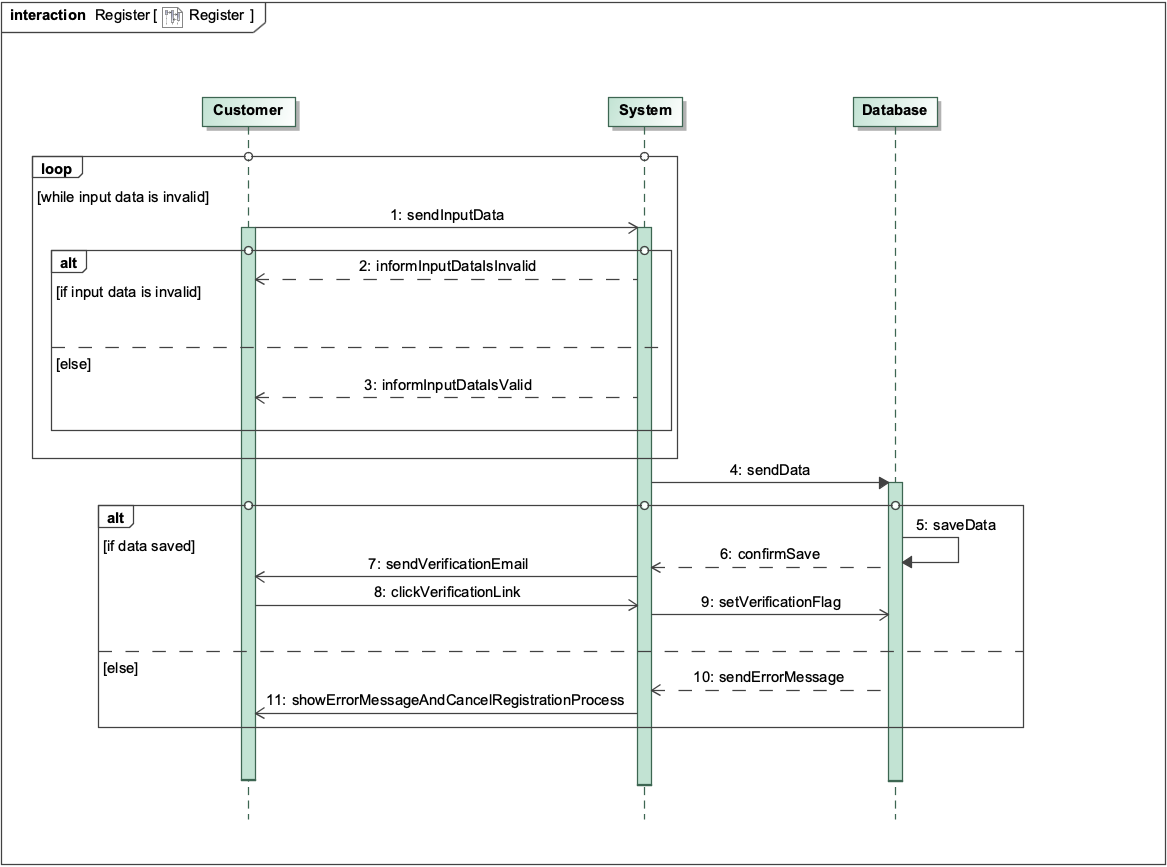 interaction Register [ Register ]
Customer
System
Database
loop
[while input data is invalid]
1: sendInputData
alt
2: informInputDataIsInvalid
[if input data is invalid]
[else]
3: informInputDataIsValid
4: sendData
alt
5: saveData
[if data saved]
6: confirmSave
7: sendVerificationEmail
8: clickVerificationLink
9: setVerificationFlag
[else]
10: sendErrorMessage
11: showErrorMessageAndCancelRegistrationProcess